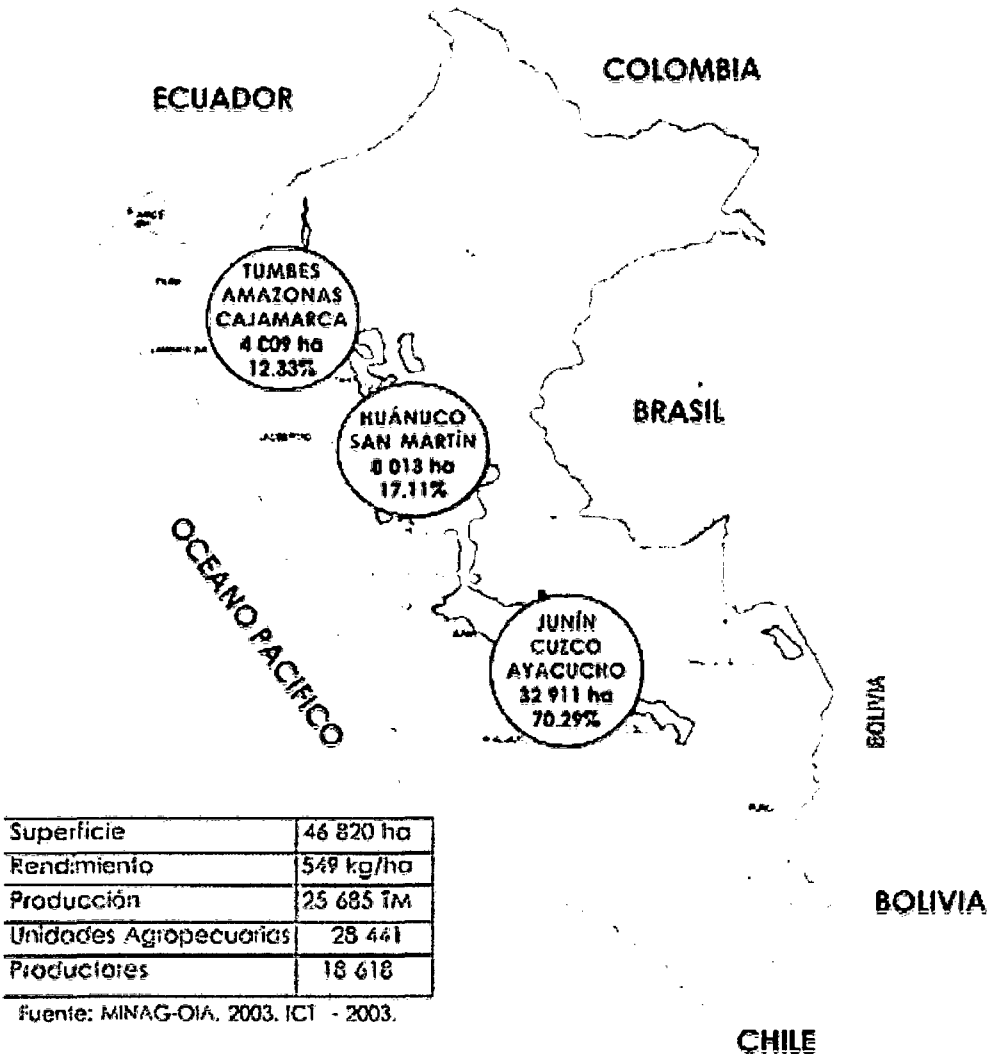 ECUADOR
COLOMBIA
TUMBES
AMAZONAS
CAJAMARCA
4 009 ha
12.33%
HUÁNUCO
SAN MARTÍN
8 013 ha
17.11%
BRASIL
OCEANO PACIFICO
JUNÍN
CUZCO
AYACUCHO
32 911 ha
70.29%
BOLIVIA
Superficie 46 820 ha
Rendimiento 549 kg/ha
Producción 25 685 TM
Unidades Agropecuarias 28 441
Productores 18 618
Fuente: MINAG-OIA. 2003. ICT - 2003.
BOLIVIA
CHILE